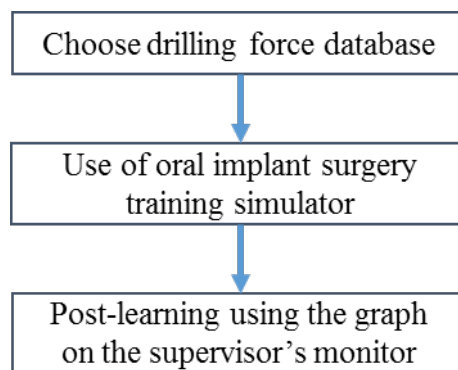 Choose drilling force database
Use of oral implant surgery
training simulator
Post-learning using the graph
on the supervisor's monitor